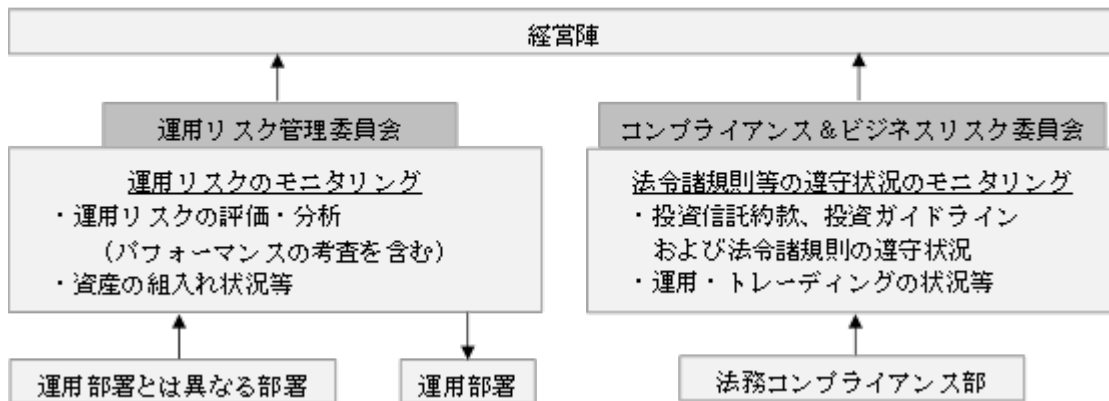 経営陣
運用リスク管理委員会
運用リスクのモニタリング
・運用リスクの評価・分析
（パフォーマンスの考査を含む）
・資産の組入れ状況等
運用部署とは異なる部署
運用部署
コンプライアンス＆ビジネスリスク委員会
法令諸規則等の遵守状況のモニタリング
・投資信託約款、投資ガイドライン
および法令諸規則の遵守状況
・運用・トレーディングの状況等
法務コンプライアンス部